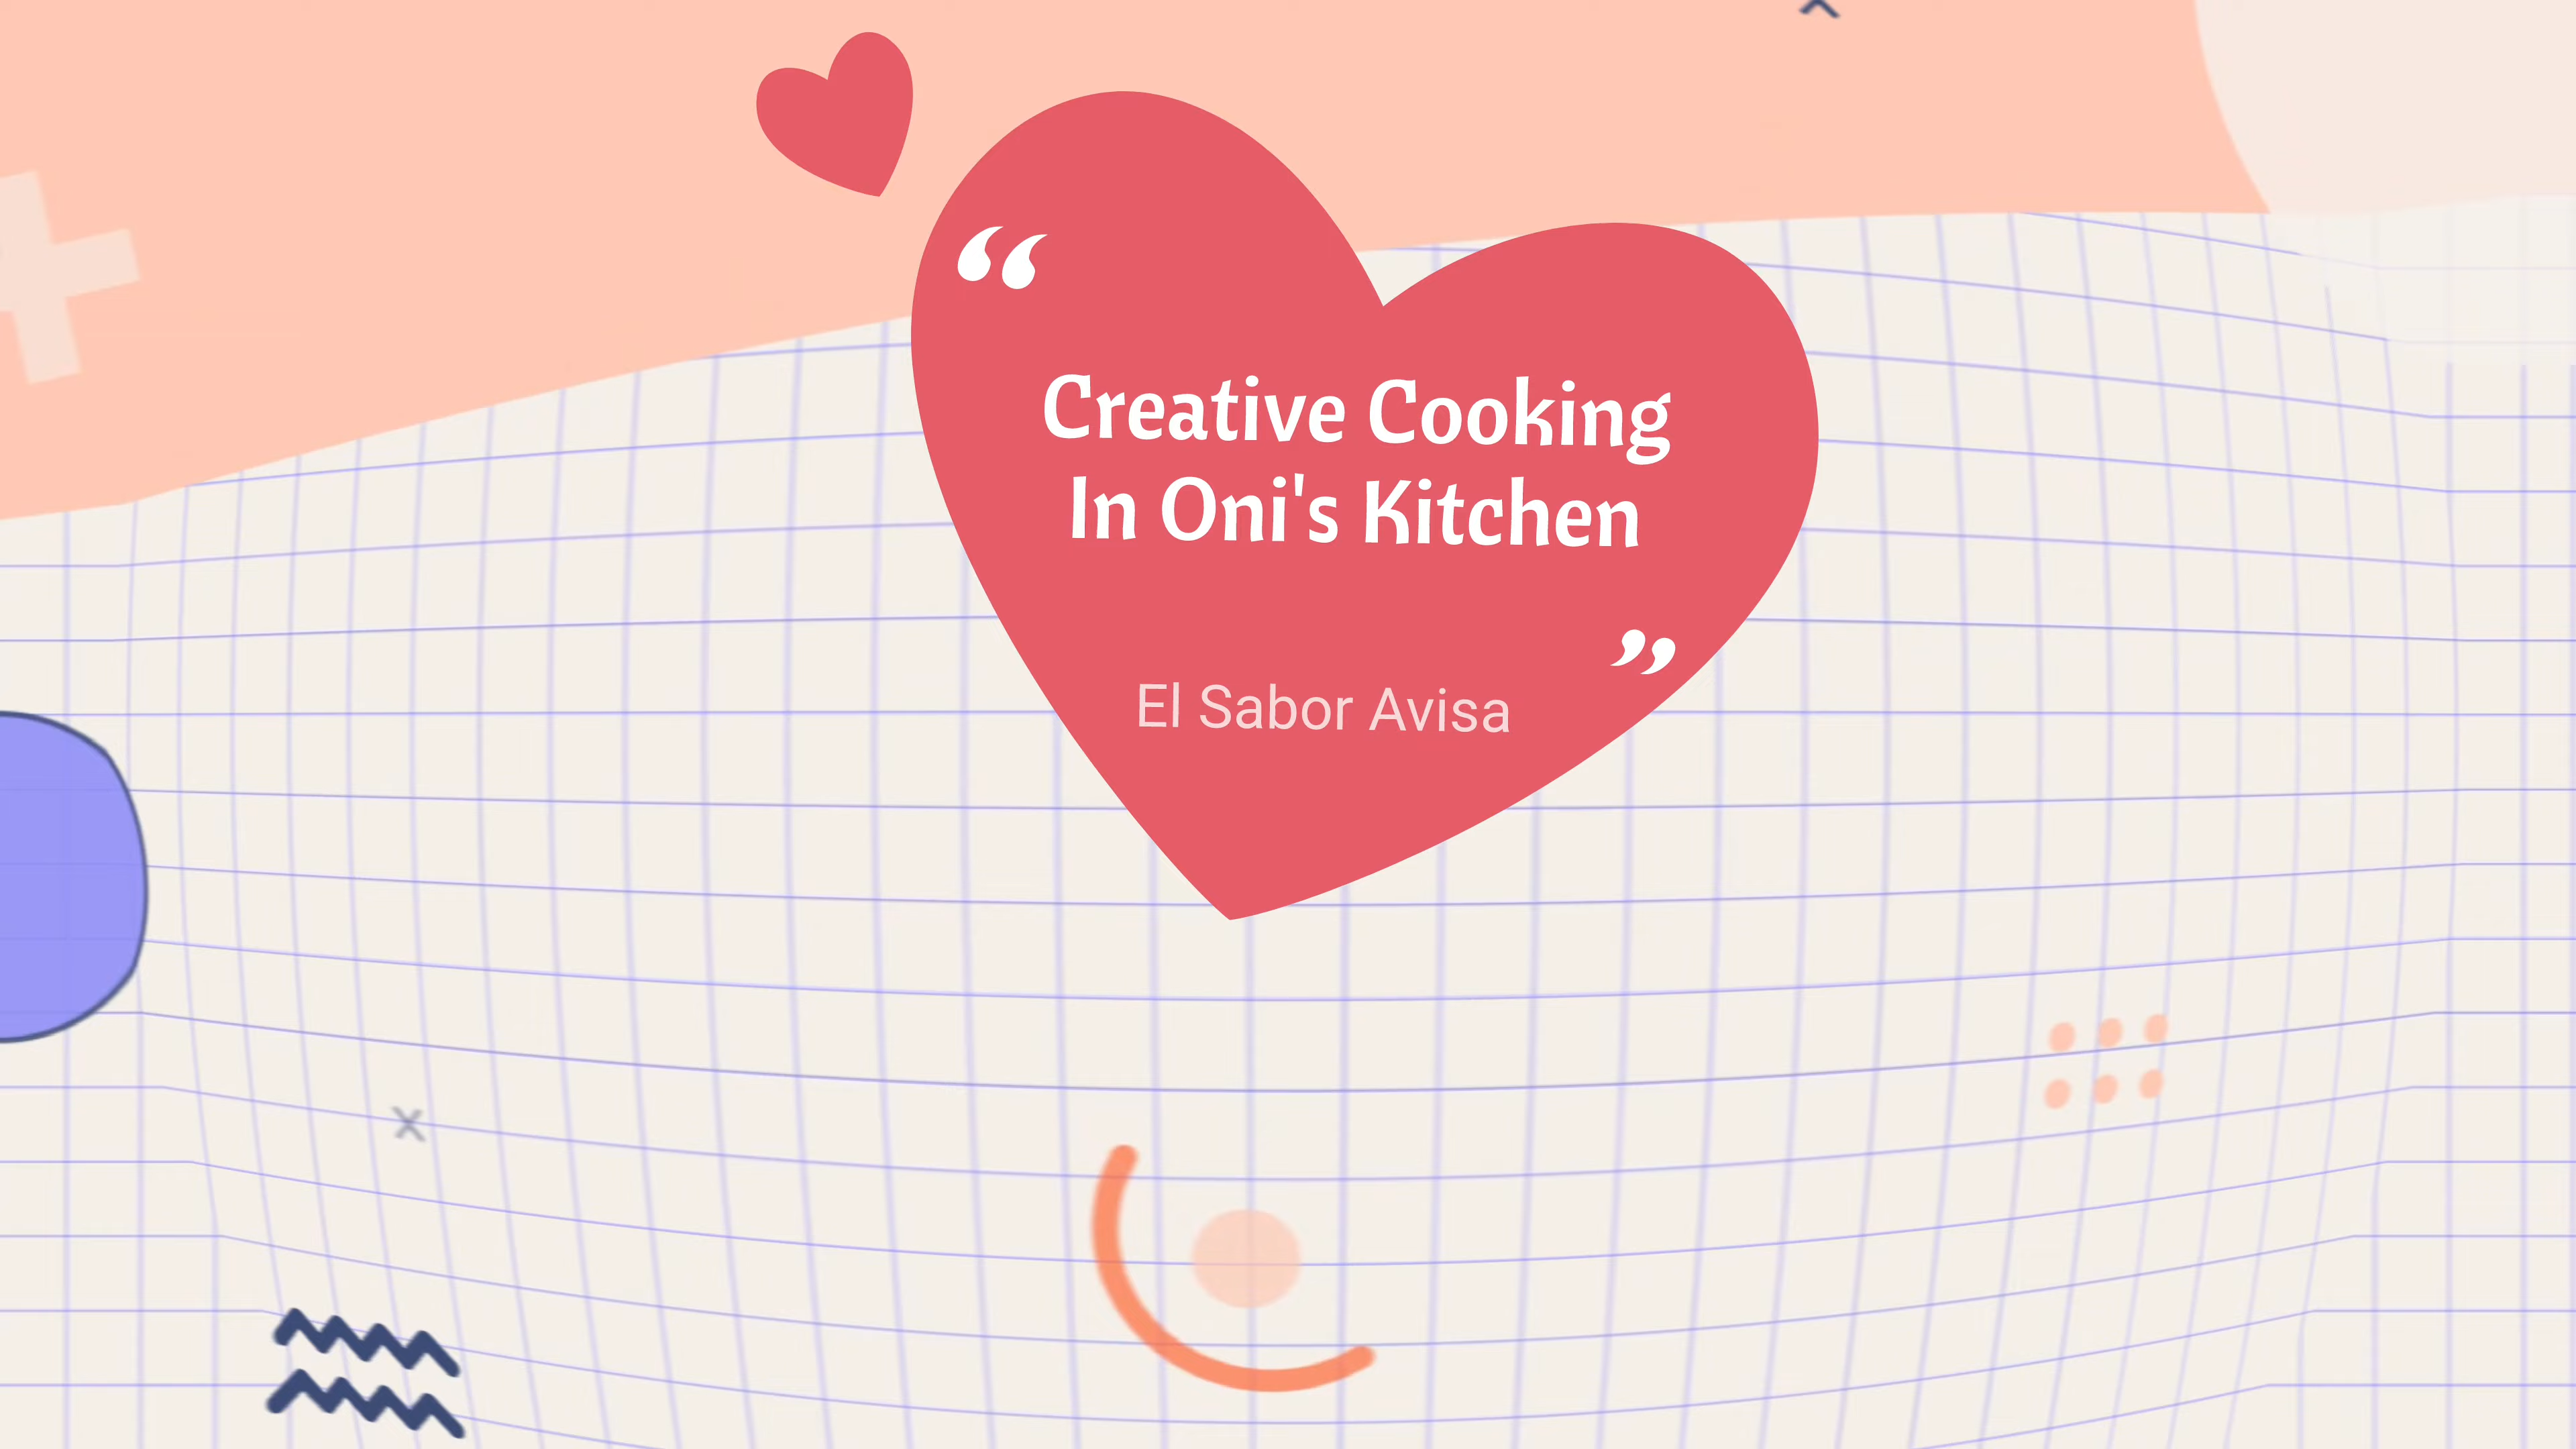 “
Creative Cooking
In Oni's Kitchen
”
El Sabor Avisa